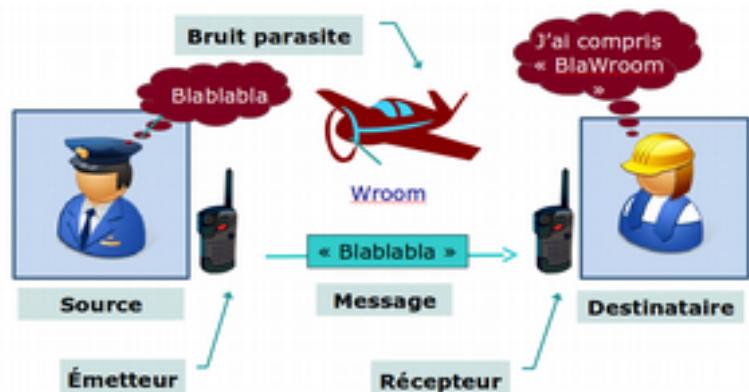 Bruit parasite
J'ai compris
« BlaWroom
»
Blablabla
Wroom
« Blablabla »
Source
Message
Destinataire
Émetteur
Récepteur